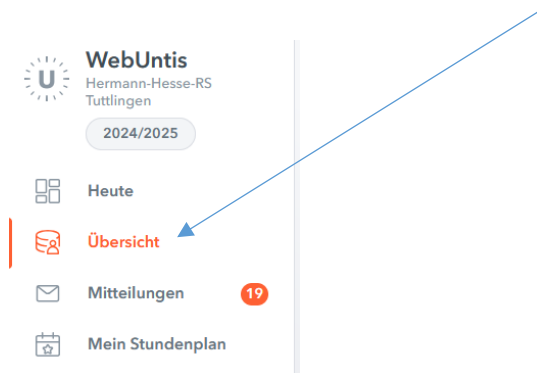 U
WebUntis
Hermann-Hesse-RS
Tuttlingen
2024/2025
Heute
Übersicht
Mitteilungen 19
Mein Stundenplan